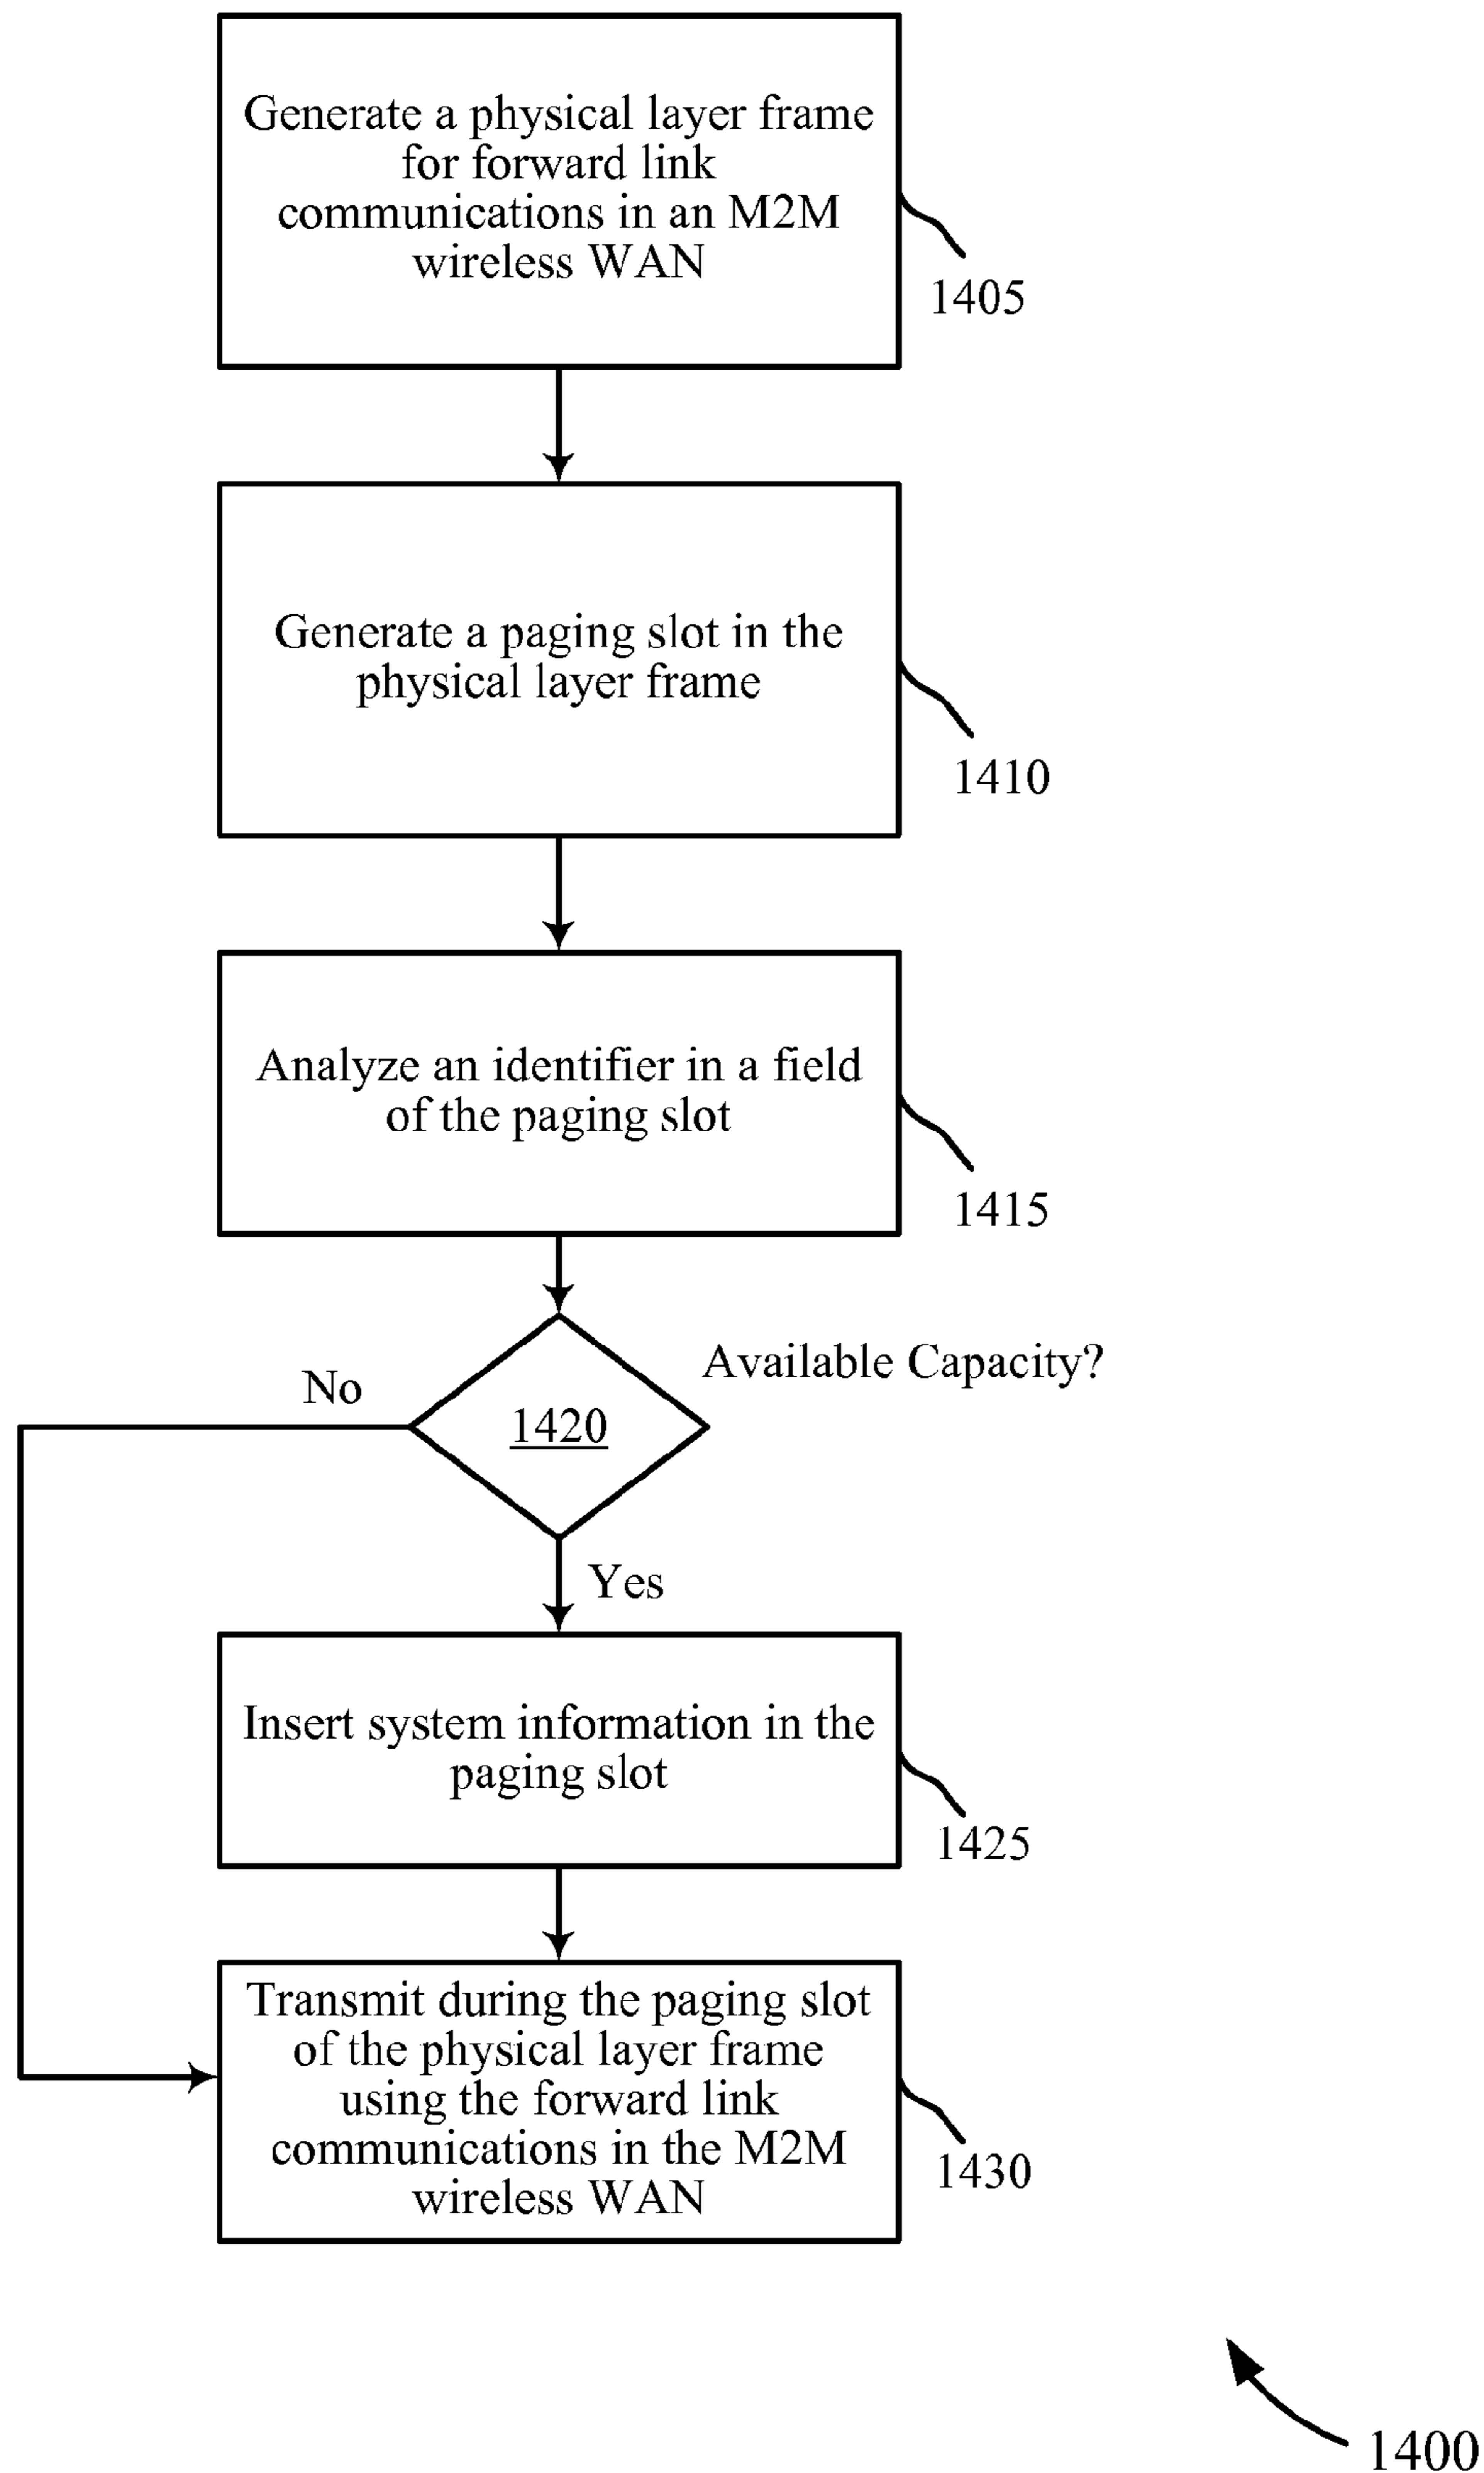 Generate a physical layer frame
for forward link
communications in an M2M
wireless WAN
1405
Generate a paging slot in the
physical layer frame
1410
Analyze an identifier in a field
of the paging slot
1415
Available Capacity?
No
1420
Yes
Insert system information in the
paging slot
1425
Transmit during the paging slot
of the physical layer frame
using the forward link
communications in the M2M
wireless WAN
1430
1400